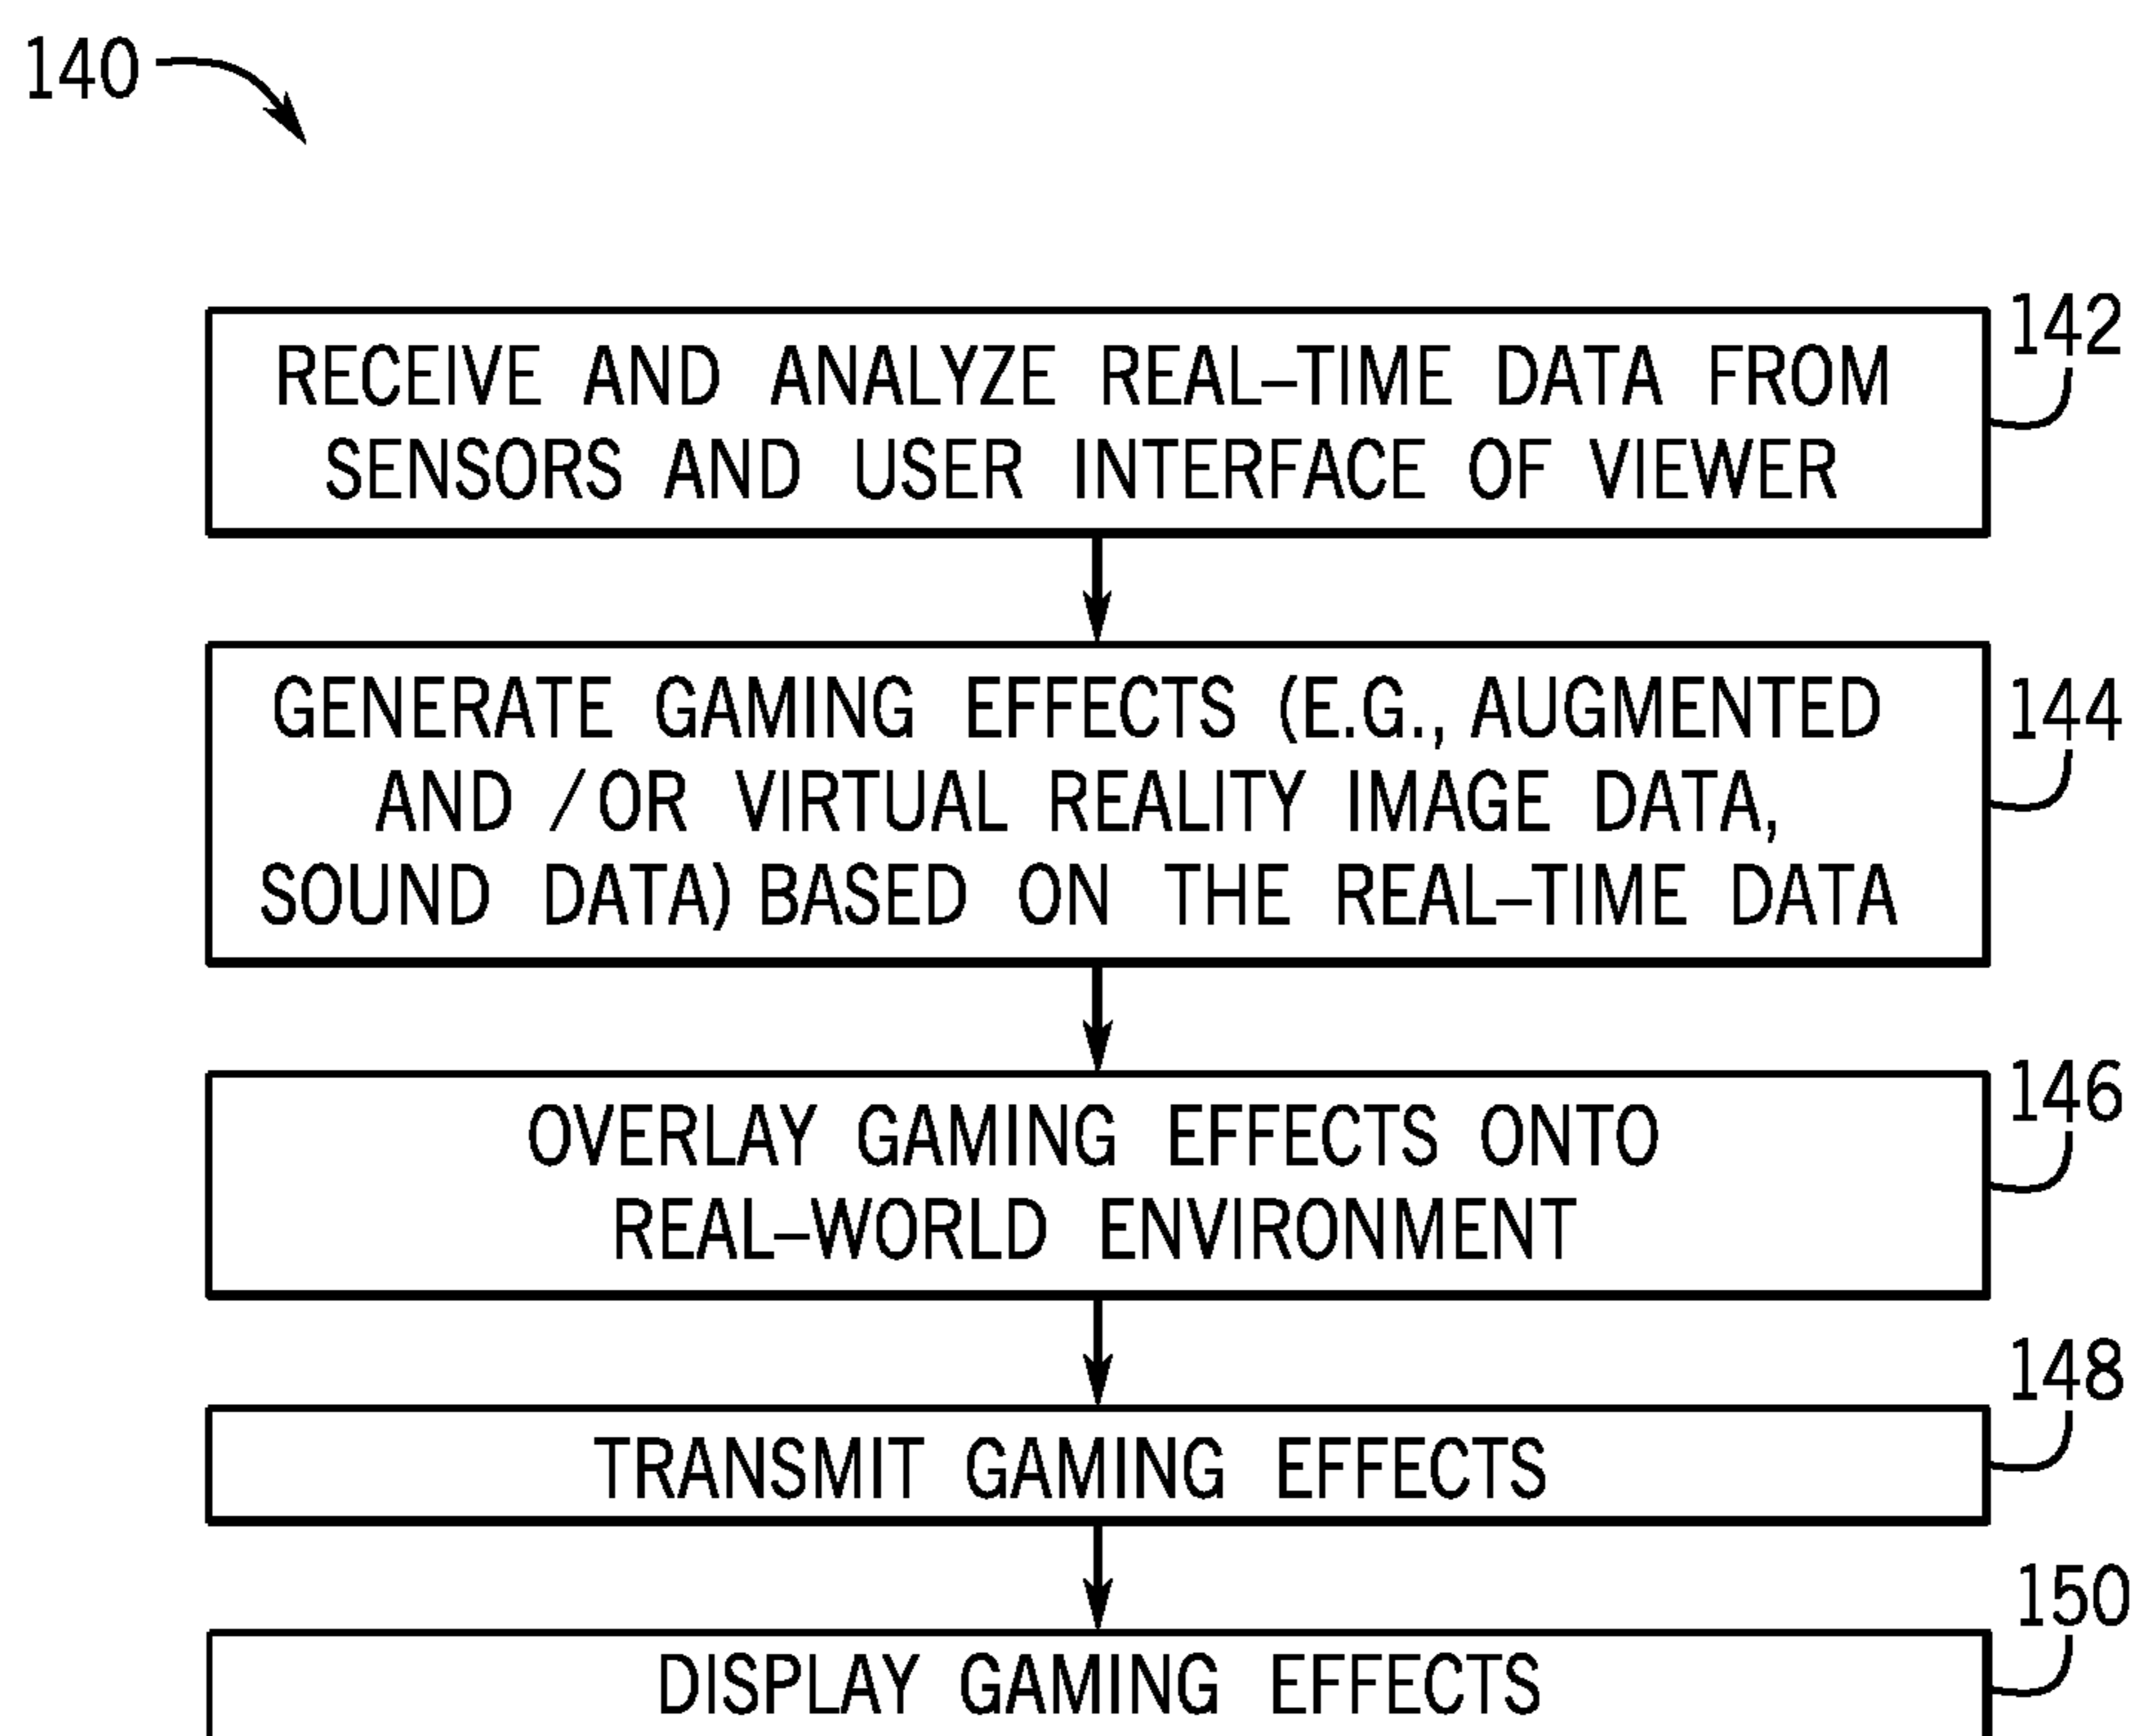 140
142
RECEIVE AND ANALYZE REAL–TIME DATA FROM
SENSORS AND USER INTERFACE OF VIEWER
144
GENERATE GAMING EFFECTS (E.G., AUGMENTED
AND /OR VIRTUAL REALITY IMAGE DATA,
SOUND DATA) BASED ON THE REAL–TIME DATA
146
OVERLAY GAMING EFFECTS ONTO
REAL–WORLD ENVIRONMENT
148
TRANSMIT GAMING EFFECTS
150
DISPLAY GAMING EFFECTS